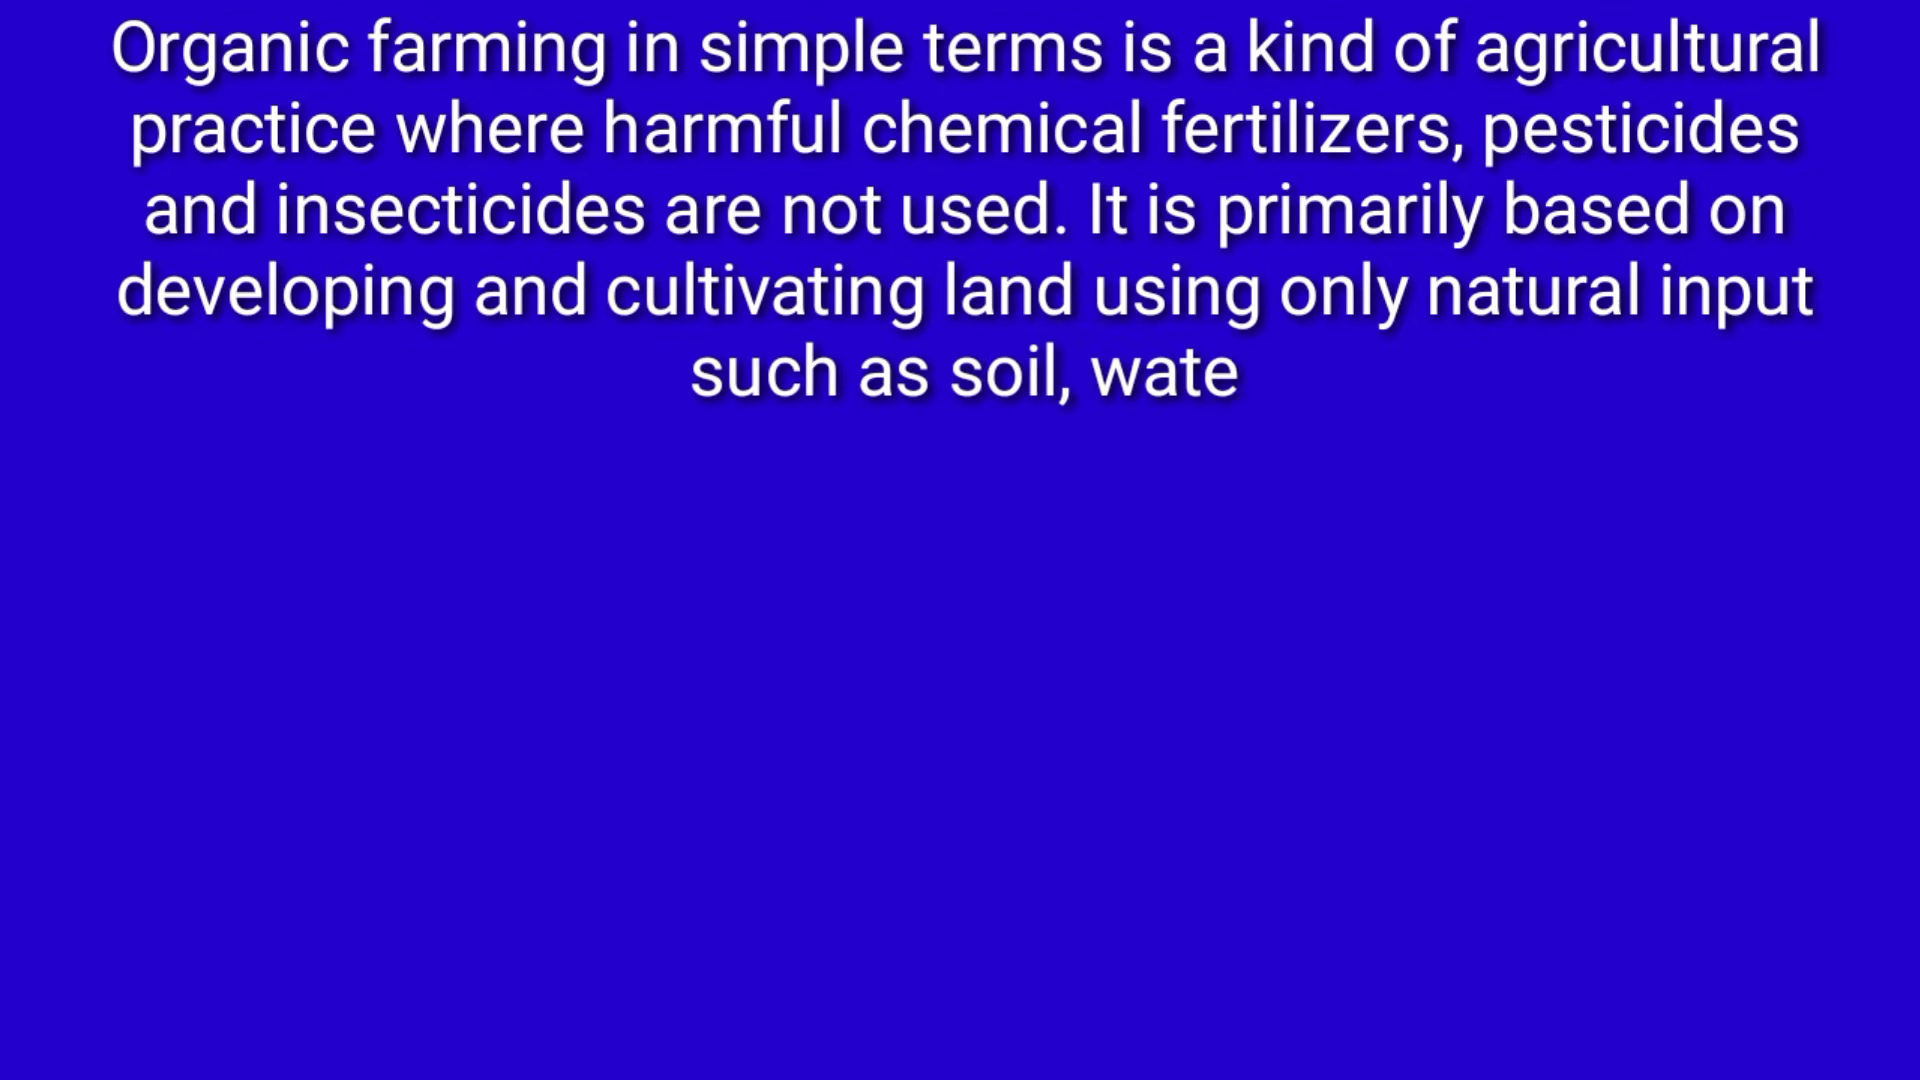 Organic farming in simple terms is a kind of agricultural
practice where harmful chemical fertilizers, pesticides
and insecticides are not used. It is primarily based on
developing and cultivating land using only natural input
such as soil, wate